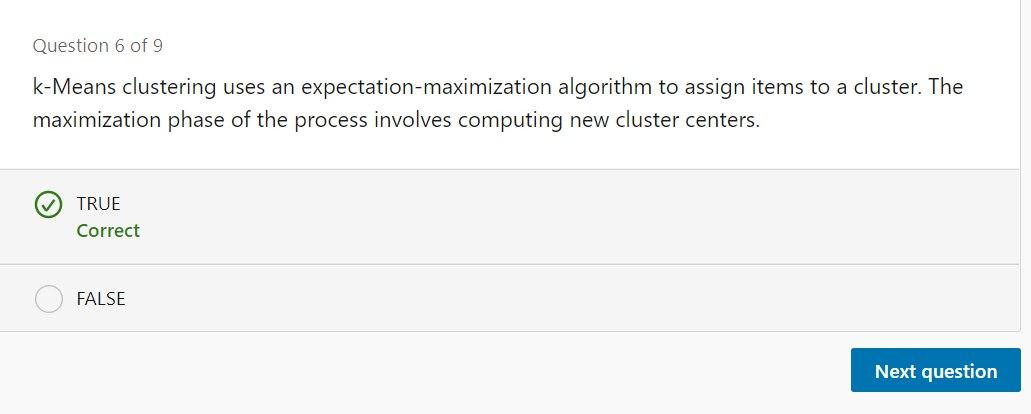 Question 6 of 9
k-Means clustering uses an expectation-maximization algorithm to assign items to a cluster. The
maximization phase of the process involves computing new cluster centers.
TRUE
Correct
FALSE
Next question